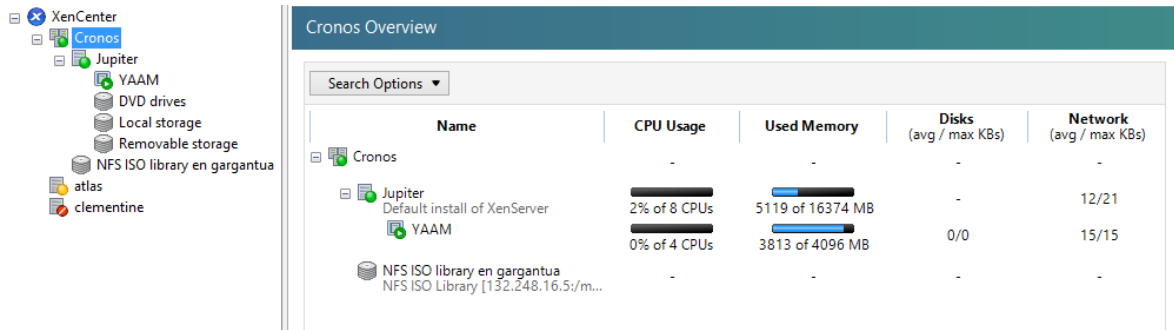 XenCenter
Cronos
Jupiter
YAAM
DVD drives
Local storage
Removable storage
NFS ISO library en gargantua
atlas
clementine
Cronos Overview
Search Options
Name CPU Usage Used Memory Disks (avg / max KBs) Network (avg / max KBs)
Cronos - - - -
Jupiter
Default install of XenServer 2% of 8 CPUs 5119 of 16374 MB - 12/21
YAAM 0% of 4 CPUs 3813 of 4096 MB 0/0 15/15
NFS ISO library en gargantua - - - -
NFS ISO Library [132.248.16.5:/m...